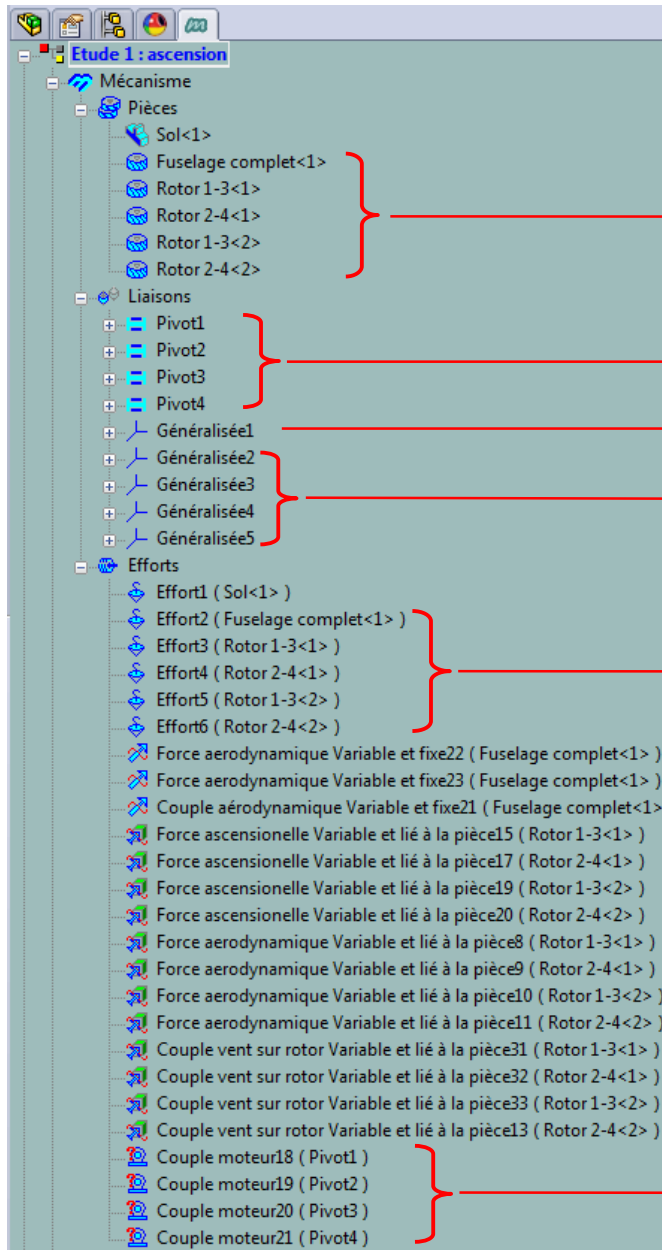 Etude 1 : ascension
Mécanisme
Pièces
Sol<1>
Fuselage complet<1>
Rotor 1-3<1>
Rotor 2-4<1>
Rotor 1-3<2>
Rotor 2-4<2>
Liaisons
Pivot1
Pivot2
Pivot3
Pivot4
Généralisée1
Généralisée2
Généralisée3
Généralisée4
Généralisée5
Efforts
Effort1 ( Sol<1> )
Effort2 ( Fuselage complet<1> )
Effort3 ( Rotor 1-3<1> )
Effort4 ( Rotor 2-4<1> )
Effort5 ( Rotor 1-3<2> )
Effort6 ( Rotor 2-4<2> )
Force aerodynamique Variable et fixe22 ( Fuselage complet<1> )
Force aerodynamique Variable et fixe23 ( Fuselage complet<1> )
Couple aérodynamique Variable et fixe21 ( Fuselage complet<1>
Force ascensionelle Variable et lié à la pièce15 ( Rotor 1-3<1> )
Force ascensionelle Variable et lié à la pièce17 ( Rotor 2-4<1> )
Force ascensionelle Variable et lié à la pièce19 ( Rotor 1-3<2> )
Force ascensionelle Variable et lié à la pièce20 ( Rotor 2-4<2> )
Force aerodynamique Variable et lié à la pièce8 ( Rotor 1-3<1> )
Force aerodynamique Variable et lié à la pièce9 ( Rotor 2-4<1> )
Force aerodynamique Variable et lié à la pièce10 ( Rotor 1-3<2> )
Force aerodynamique Variable et lié à la pièce11 ( Rotor 2-4<2> )
Couple vent sur rotor Variable et lié à la pièce31 ( Rotor 1-3<1> )
Couple vent sur rotor Variable et lié à la pièce32 ( Rotor 2-4<1> )
Couple vent sur rotor Variable et lié à la pièce33 ( Rotor 1-3<2> )
Couple vent sur rotor Variable et lié à la pièce13 ( Rotor 2-4<2> )
Couple moteur18 ( Pivot1 )
Couple moteur19 ( Pivot2 )
Couple moteur20 ( Pivot3 )
Couple moteur21 ( Pivot4 )